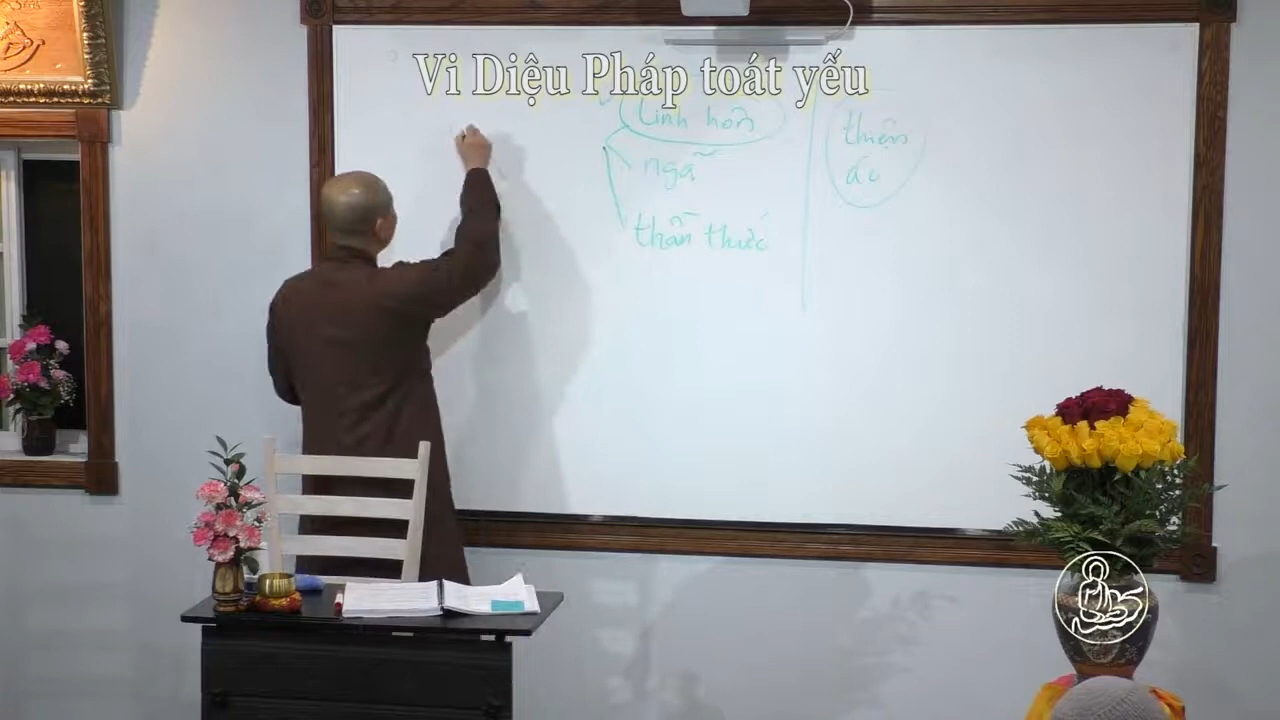 Vi Diệu Pháp toát yếu
Linh hồn
ngã
thần thức
thiện
ác